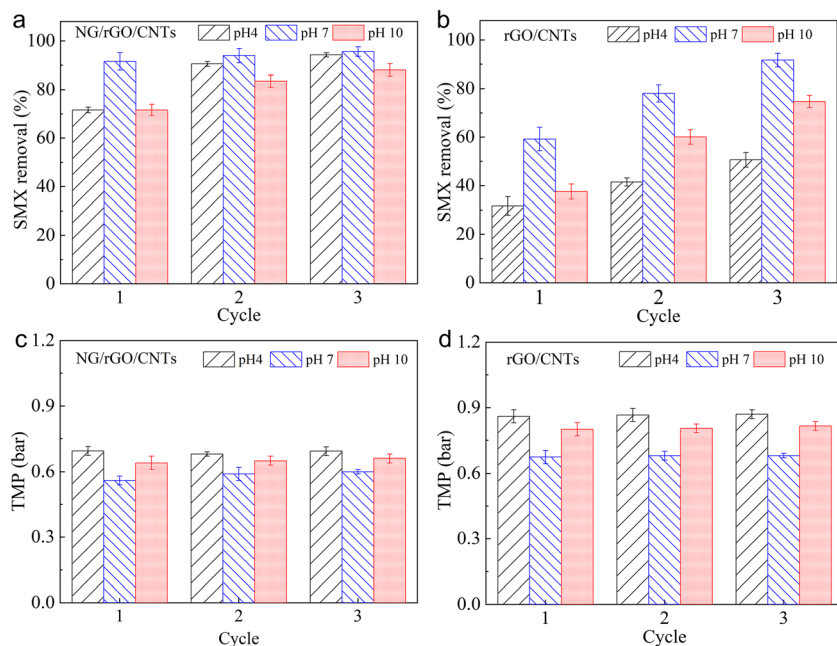 a
NG/rGO/CNTs pH4 pH 7 pH 10
SMX removal (%)
100
80
60
40
20
0
1 2 3
Cycle
b
rGO/CNTs pH4 pH 7 pH 10
SMX removal (%)
100
80
60
40
20
0
1 2 3
Cycle
c
NG/rGO/CNTs pH4 pH 7 pH 10
TMP (bar)
1.2
0.9
0.6
0.3
0.0
1 2 3
Cycle
d
rGO/CNTs pH4 pH 7 pH 10
TMP (bar)
1.2
0.9
0.6
0.3
0.0
1 2 3
Cycle